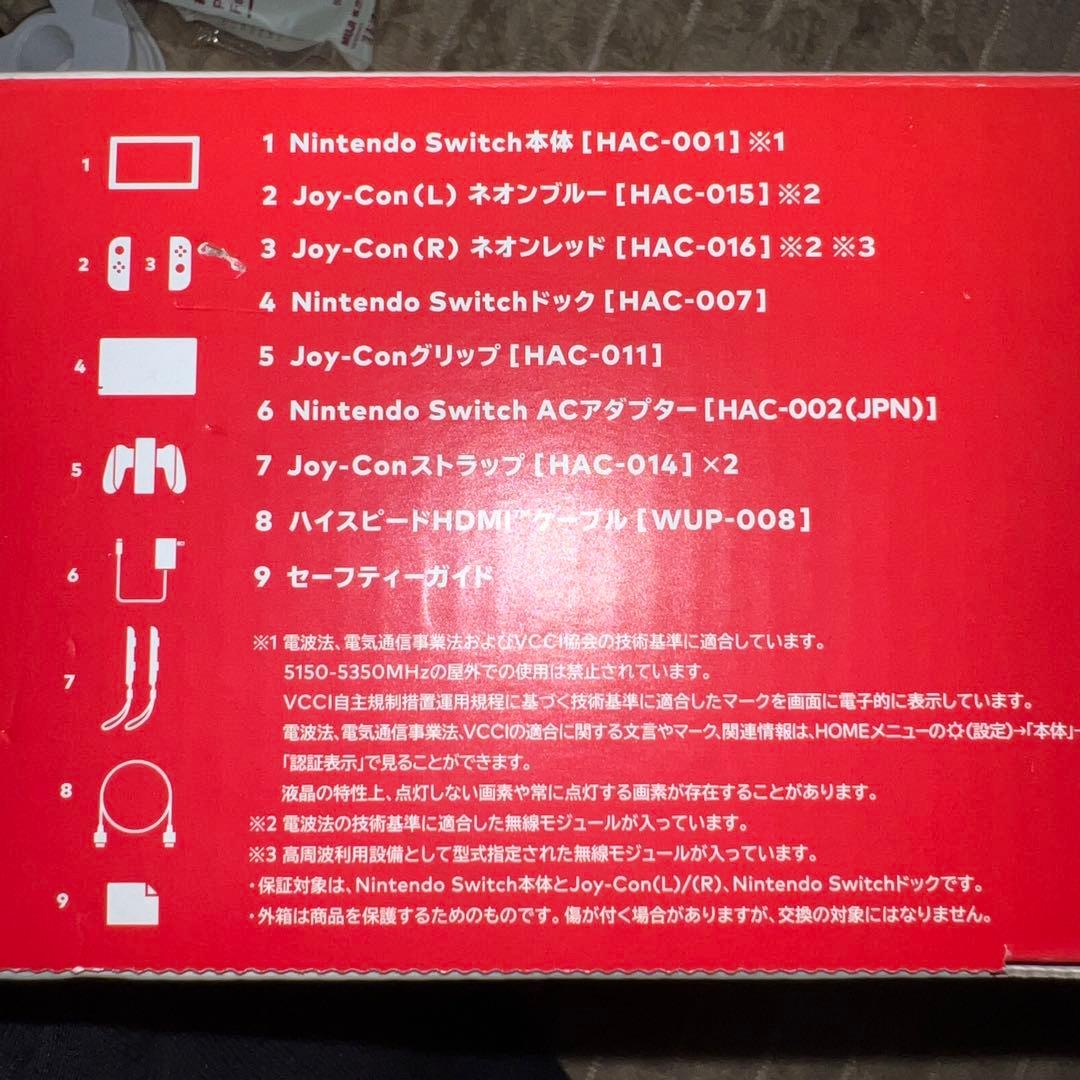 MUJI
1 Nintendo Switch本体 [HAC-001] ※1
2 Joy-Con(L) ネオンブルー [HAC-015] ※2
3 Joy-Con(R) ネオンレッド [HAC-016] ※2 ※3
4 Nintendo Switchドック [HAC-007]
5 Joy-Conグリップ [HAC-011]
6 Nintendo Switch ACアダプター [HAC-002(JPN)]
7 Joy-Conストラップ [HAC-014] ×2
8 ハイスピードHDMI™ケーブル [WUP-008]
9 セーフティーガイド
1
2 3
4
5
6
7
8
9
※1 電波法、電気通信事業法およびVCCI協会の技術基準に適合しています。
5150-5350MHzの屋外での使用は禁止されています。
VCCI自主規制措置運用規程に基づく技術基準に適合したマークを画面に電子的に表示しています。
電波法、電気通信事業法、VCCIの適合に関する文言やマーク、関連情報は、HOMEメニューの(設定)→「本体」→
「認証表示」で見ることができます。
液晶の特性上、点灯しない画素や常に点灯する画素が存在することがあります。
※2 電波法の技術基準に適合した無線モジュールが入っています。
※3 高周波利用設備として型式指定された無線モジュールが入っています。
・保証対象は、Nintendo Switch本体とJoy-Con(L)/(R)、Nintendo Switchドックです。
・外箱は商品を保護するためのものです。傷が付く場合がありますが、交換の対象にはなりません。